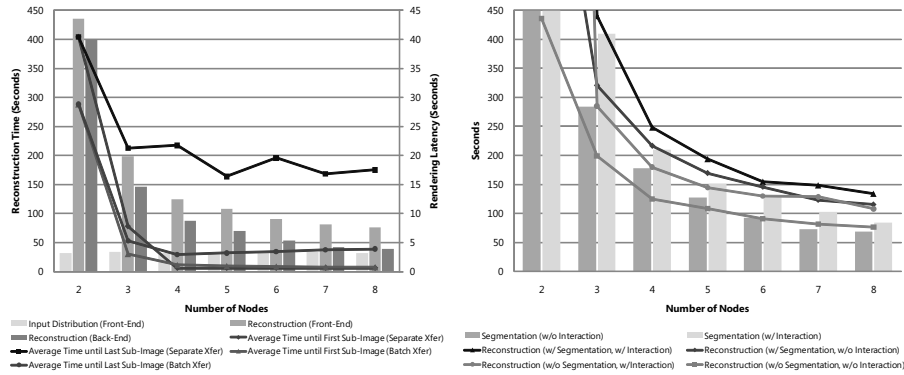 450
400
350
300
250
200
150
100
50
0
Reconstruction Time (Seconds)
45
40
35
30
25
20
15
10
5
0
Rendering Latency (Seconds)
2 3 4 5 6 7 8
Number of Nodes
Input Distribution (Front-End)
Reconstruction (Front-End)
Reconstruction (Back-End)
Average Time until First Sub-Image (Separate Xfer)
Average Time until Last Sub-Image (Separate Xfer)
Average Time until First Sub-Image (Batch Xfer)
Average Time until Last Sub-Image (Batch Xfer)
450
400
350
300
250
200
150
100
50
0
Seconds
2 3 4 5 6 7 8
Number of Nodes
Segmentation (w/o Interaction)
Segmentation (w/ Interaction)
Reconstruction (w/ Segmentation, w/ Interaction)
Reconstruction (w/ Segmentation, w/o Interaction)
Reconstruction (w/o Segmentation, w/Interaction)
Reconstruction (w/o Segmentation, w/o Interaction)